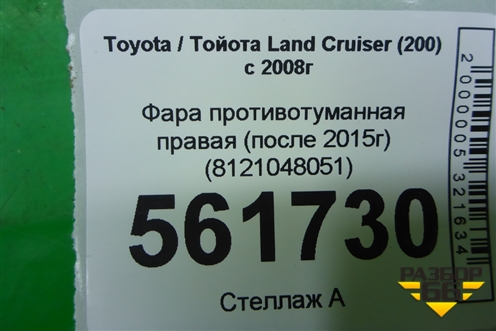 Toyota / Тойота Land Cruiser (200)
с 2008г
Фара противотуманная
правая (после 2015г)
(8121048051)
561730
Стеллаж А
2000005321634
РАЗБОР
66